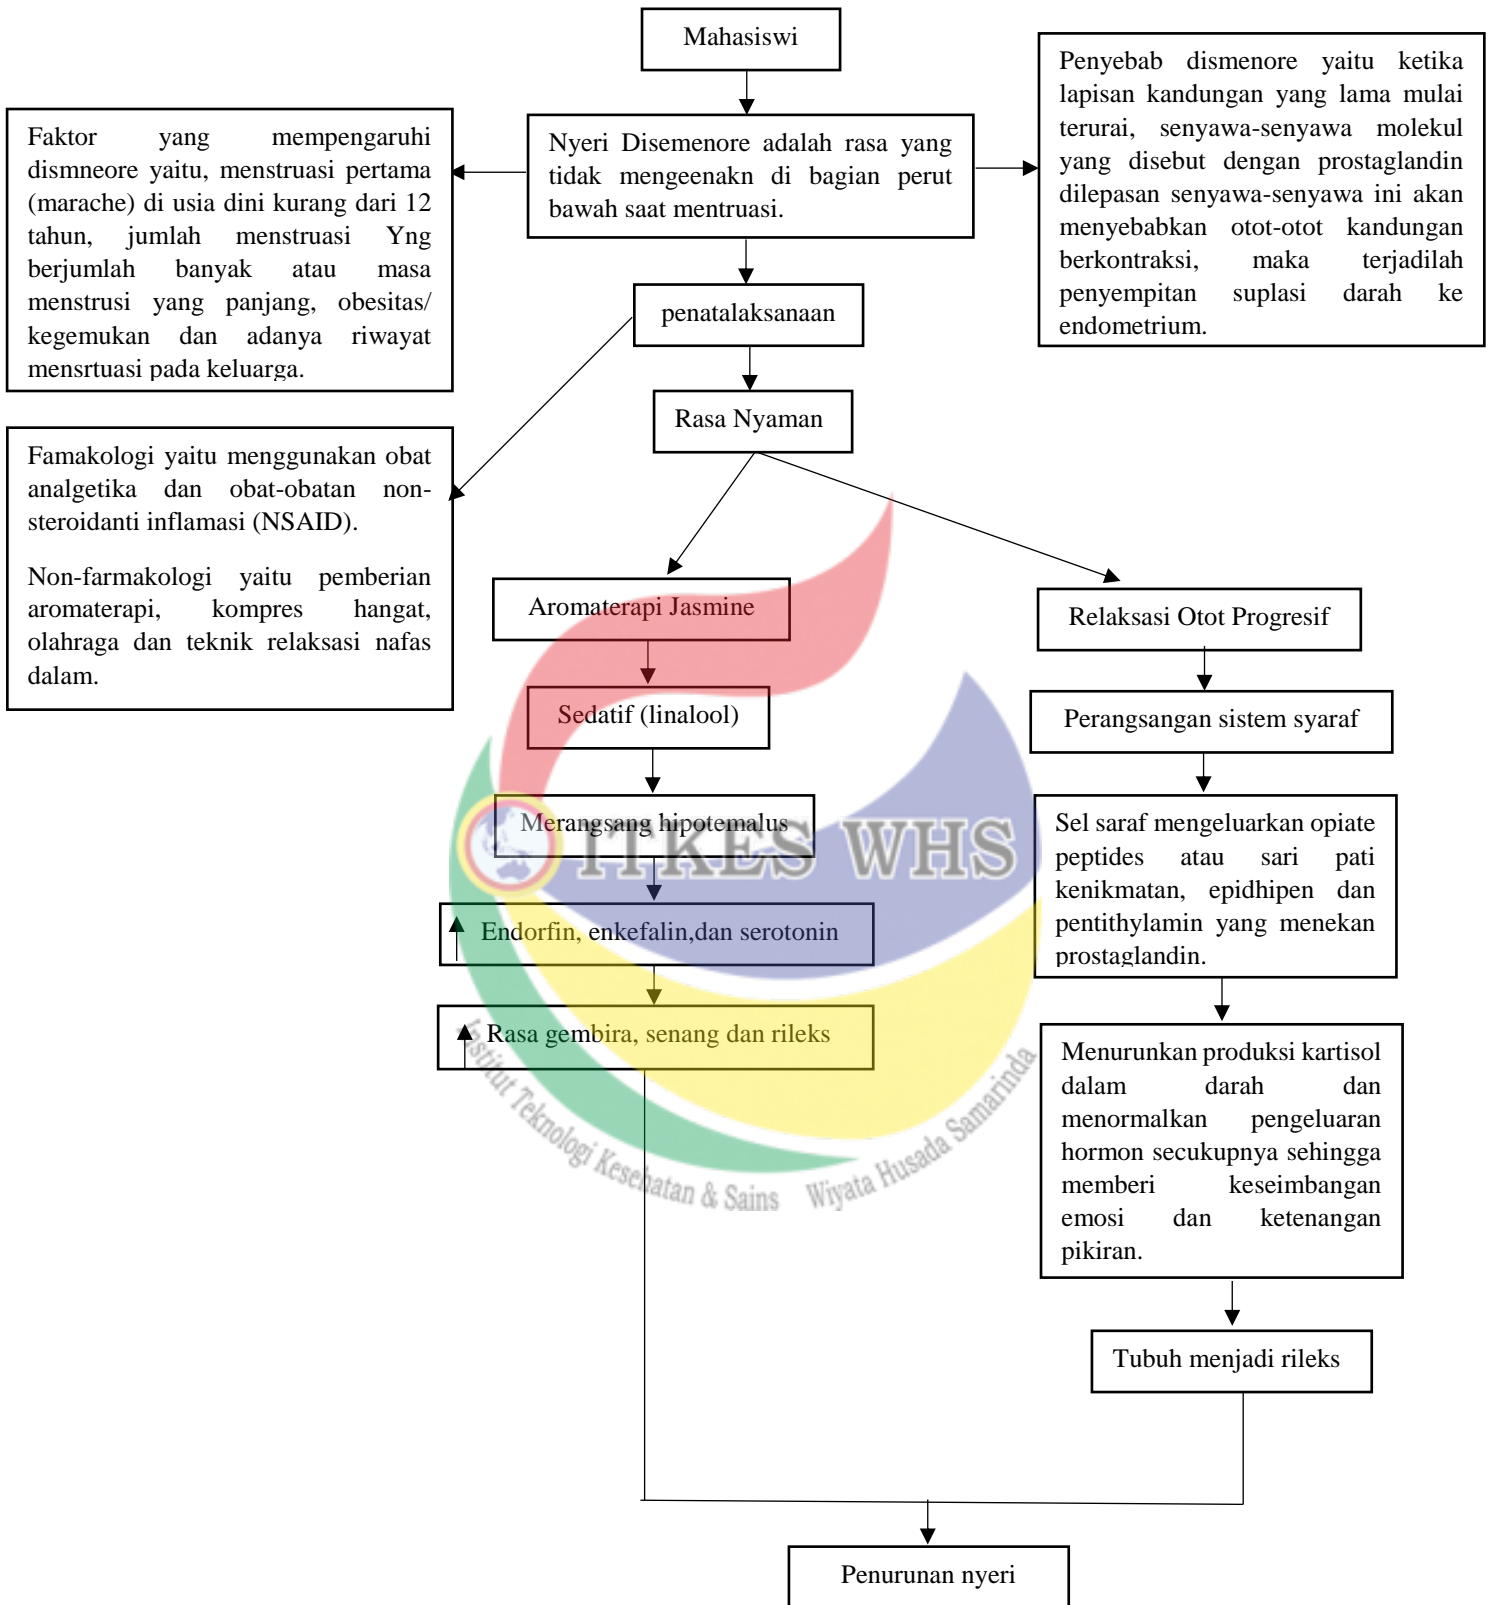 Mahasiswi
Penyebab dismenore yaitu ketika
lapisan kandungan yang lama mulai
terurai, senyawa-senyawa molekul
yang disebut dengan prostaglandin
dilepasan senyawa-senyawa ini akan
menyebabkan otot-otot kandungan
berkontraksi, maka terjadilah
penyempitan suplasi darah ke
endometrium.
Faktor yang mempengaruhi
dismneore yaitu, menstruasi pertama
(marache) di usia dini kurang dari 12
tahun, jumlah menstruasi Yng
berjumlah banyak atau masa
menstrusi yang panjang, obesitas/
kegemukan dan adanya riwayat
mensrtuasi pada keluarga.
Nyeri Disemenore adalah rasa yang
tidak mengeenakn di bagian perut
bawah saat mentruasi.
penatalaksanaan
Rasa Nyaman
Famakologi yaitu menggunakan obat
analgetika dan obat-obatan non-
steroidanti inflamasi (NSAID).
Non-farmakologi yaitu pemberian
aromaterapi, kompres hangat,
olahraga dan teknik relaksasi nafas
dalam.
Aromaterapi Jasmine
Relaksasi Otot Progresif
Sedatif (linalool)
Perangsangan sistem syaraf
Merangsang hipotemalus
ITKES WHS
Sel saraf mengeluarkan opiate
peptides atau sari pati
kenikmatan, epidhipen dan
pentithylamin yang menekan
prostaglandin.
Endorfin, enkefalin,dan serotonin
Rasa gembira, senang dan rileks
Institut Teknologi Kesehatan & Sains Wiyata Husada Samarinda
Menurunkan produksi kartisol
dalam darah dan
menormalkan pengeluaran
hormon secukupnya sehingga
memberi keseimbangan
emosi dan ketenangan
pikiran.
Tubuh menjadi rileks
Penurunan nyeri